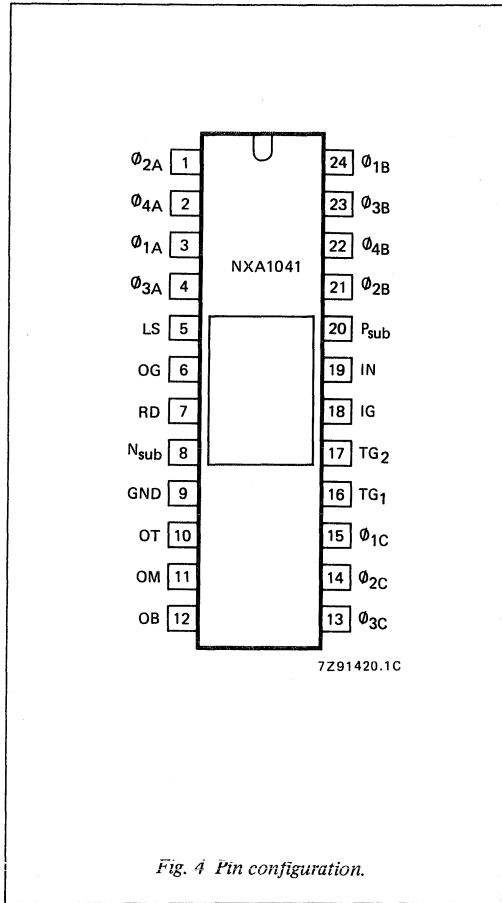 Ø2A 1 24 Ø1B
Ø4A 2 23 Ø3B
Ø1A 3 22 Ø4B
NXA1041
Ø3A 4 21 Ø2B
LS 5 20 Psub
OG 6 19 IN
RD 7 18 IG
Nsub 8 17 TG2
GND 9 16 TG1
OT 10 15 Ø1C
OM 11 14 Ø2C
OB 12 13 Ø3C
7Z91420.1C
Fig. 4 Pin configuration.